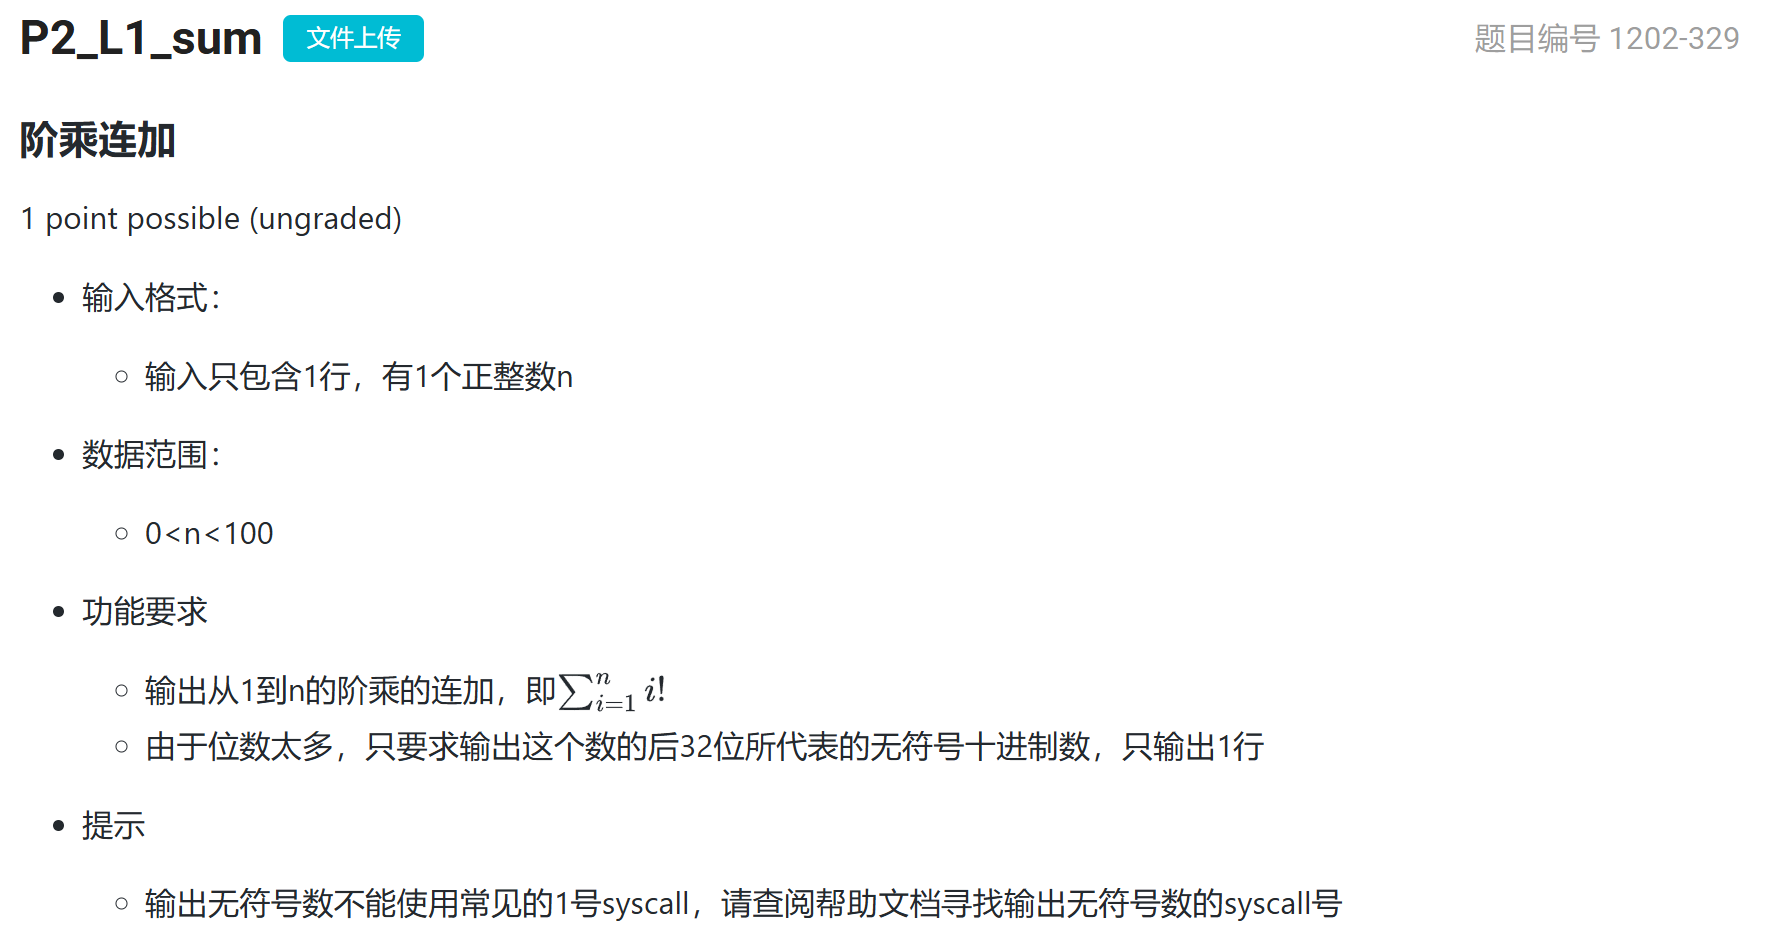 P2_L1_sum 文件上传 题目编号 1202-329
阶乘连加
1 point possible (ungraded)
输入格式：
输入只包含1行，有1个正整数n
数据范围：
0<n<100
功能要求
输出从1到n的阶乘的连加，即∑ⁿᵢ₌₁ i!
由于位数太多，只要求输出这个数的后32位所代表的无符号十进制数，只输出1行
提示
输出无符号数不能使用常见的1号syscall，请查阅帮助文档寻找输出无符号数的syscall号